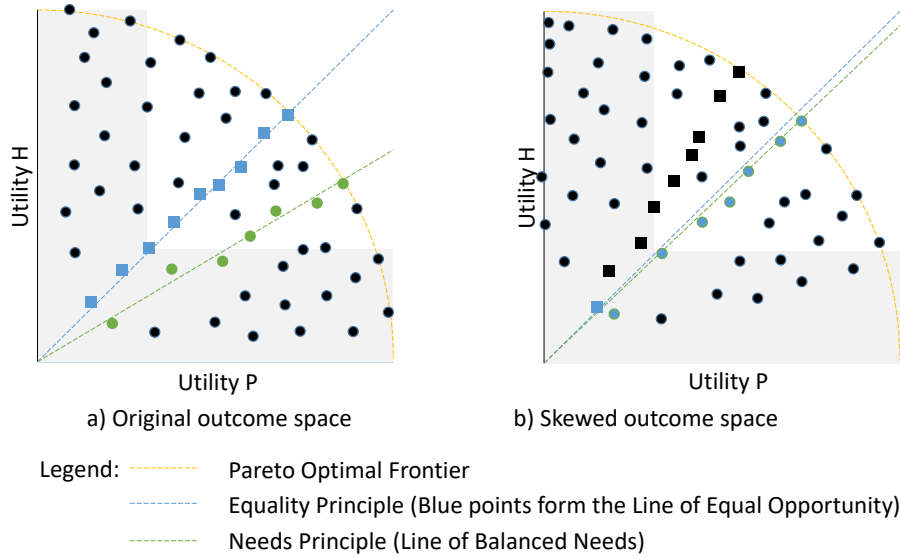 Utility H
Utility P
a) Original outcome space
Utility H
Utility P
b) Skewed outcome space
Legend:
Pareto Optimal Frontier
Equality Principle (Blue points form the Line of Equal Opportunity)
Needs Principle (Line of Balanced Needs)